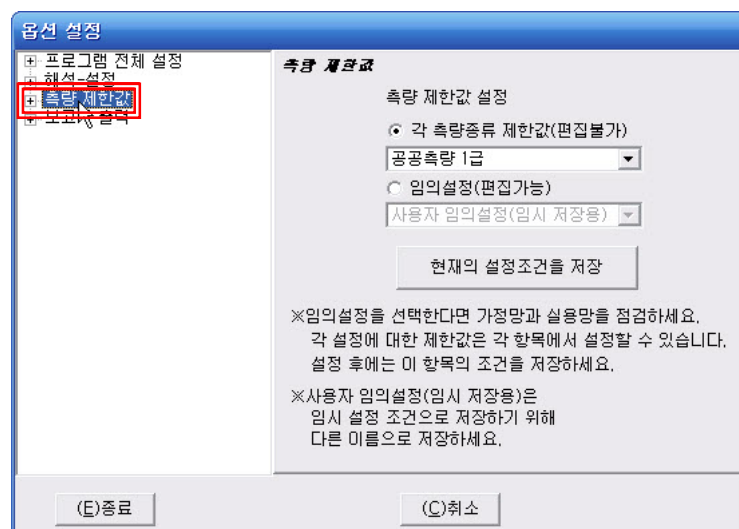 옵션 설정
프로그램 전체 설정
해석-설정
측량 제한값
보고서 출력
측량 제한값
측량 제한값 설정
각 측량종류 제한값(편집불가)
공공측량 1급
임의설정(편집가능)
사용자 임의설정(임시 저장용)
현재의 설정조건을 저장
※임의설정을 선택한다면 가정망과 실용망을 점검하세요.
각 설정에 대한 제한값은 각 항목에서 설정할 수 있습니다.
설정 후에는 이 항목의 조건을 저장하세요.
※사용자 임의설정(임시 저장용)은
임시 설정 조건으로 저장하기 위해
다른 이름으로 저장하세요.
(E)종료
(C)취소